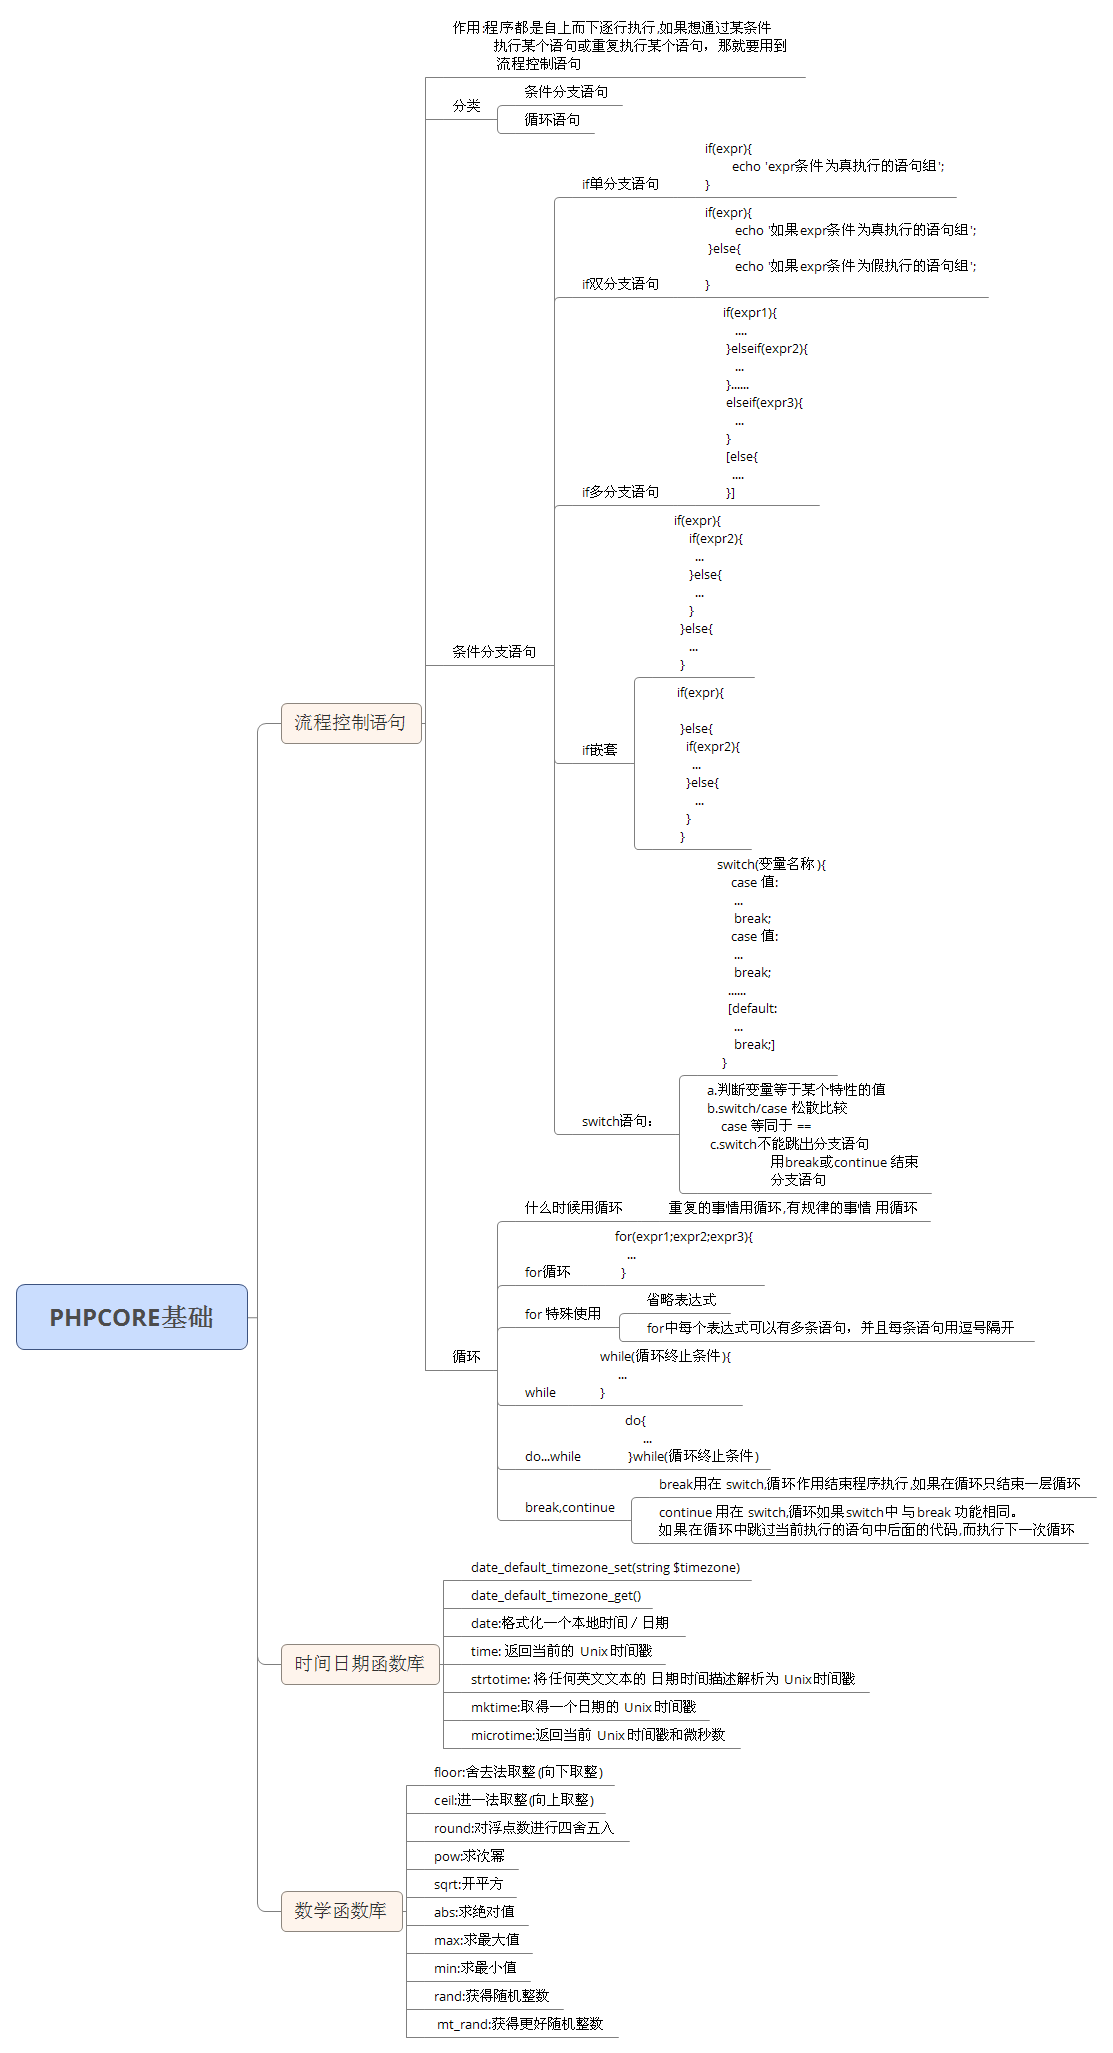 PHPCORE基础
流程控制语句
作用:程序都是自上而下逐行执行,如果想通过某条件
执行某个语句或重复执行某个语句，那就要用到
流程控制语句
分类
条件分支语句
循环语句
条件分支语句
if单分支语句
if(expr){
echo 'expr条件为真执行的语句组';
}
if双分支语句
if(expr){
echo '如果expr条件为真执行的语句组';
}else{
echo '如果expr条件为假执行的语句组';
}
if多分支语句
if(expr1){
....
}elseif(expr2){
...
}......
elseif(expr3){
...
}
[else{
....
}]
if嵌套
if(expr){
if(expr2){
...
}else{
...
}
}else{
...
}
if(expr){
}else{
if(expr2){
...
}else{
...
}
}
switch语句：
switch(变量名称){
case 值:
...
break;
case 值:
...
break;
......
[default:
...
break;]
}
a.判断变量等于某个特性的值
b.switch/case 松散比较
case 等同于 ==
c.switch不能跳出分支语句
用break或continue 结束
分支语句
循环
什么时候用循环
重复的事情用循环,有规律的事情 用循环
for循环
for(expr1;expr2;expr3){
...
}
for 特殊使用
省略表达式
for中每个表达式可以有多条语句，并且每条语句用逗号隔开
while
while(循环终止条件){
...
}
do...while
do{
...
}while(循环终止条件)
break,continue
break用在 switch,循环作用结束程序执行,如果在循环只结束一层循环
continue 用在 switch,循环如果switch中 与break 功能相同。
如果在循环中跳过当前执行的语句中后面的代码,而执行下一次循环
时间日期函数库
date_default_timezone_set(string $timezone)
date_default_timezone_get()
date:格式化一个本地时间／日期
time: 返回当前的 Unix 时间戳
strtotime: 将任何英文文本的 日期时间描述解析为 Unix时间戳
mktime:取得一个日期的 Unix 时间戳
microtime:返回当前 Unix 时间戳和微秒数
数学函数库
floor:舍去法取整(向下取整)
ceil:进一法取整(向上取整)
round:对浮点数进行四舍五入
pow:求次幂
sqrt:开平方
abs:求绝对值
max:求最大值
min:求最小值
rand:获得随机整数
mt_rand:获得更好随机整数